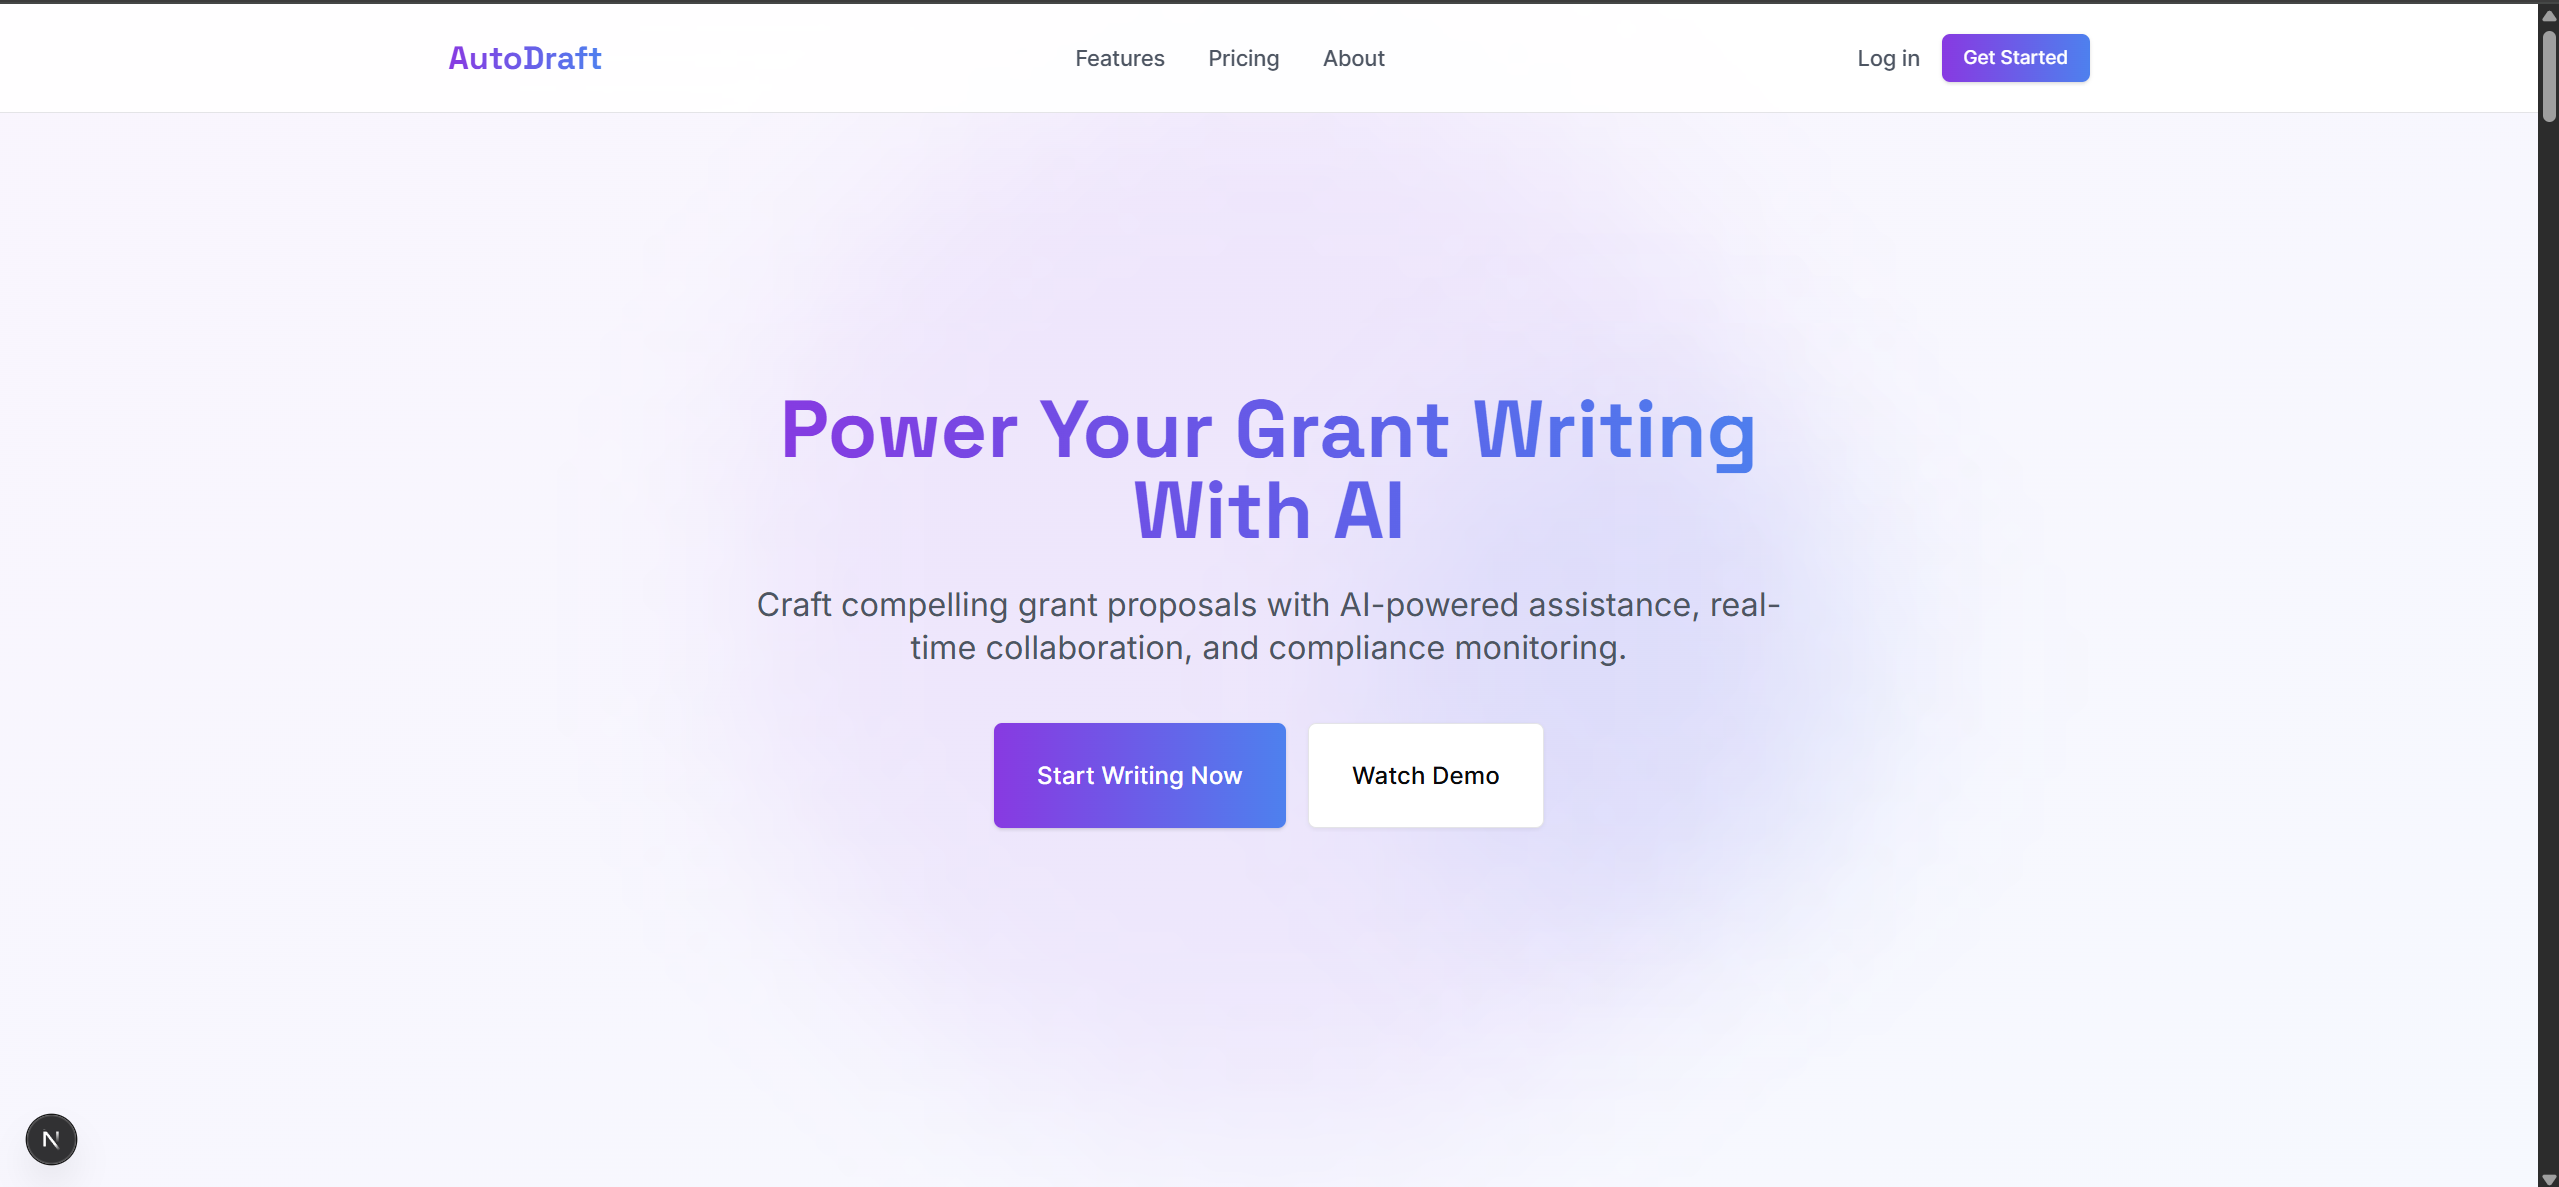 AutoDraft
Features
Pricing
About
Log in
Get Started
Power Your Grant Writing
With AI
Craft compelling grant proposals with AI-powered assistance, real-
time collaboration, and compliance monitoring.
Start Writing Now
Watch Demo
N